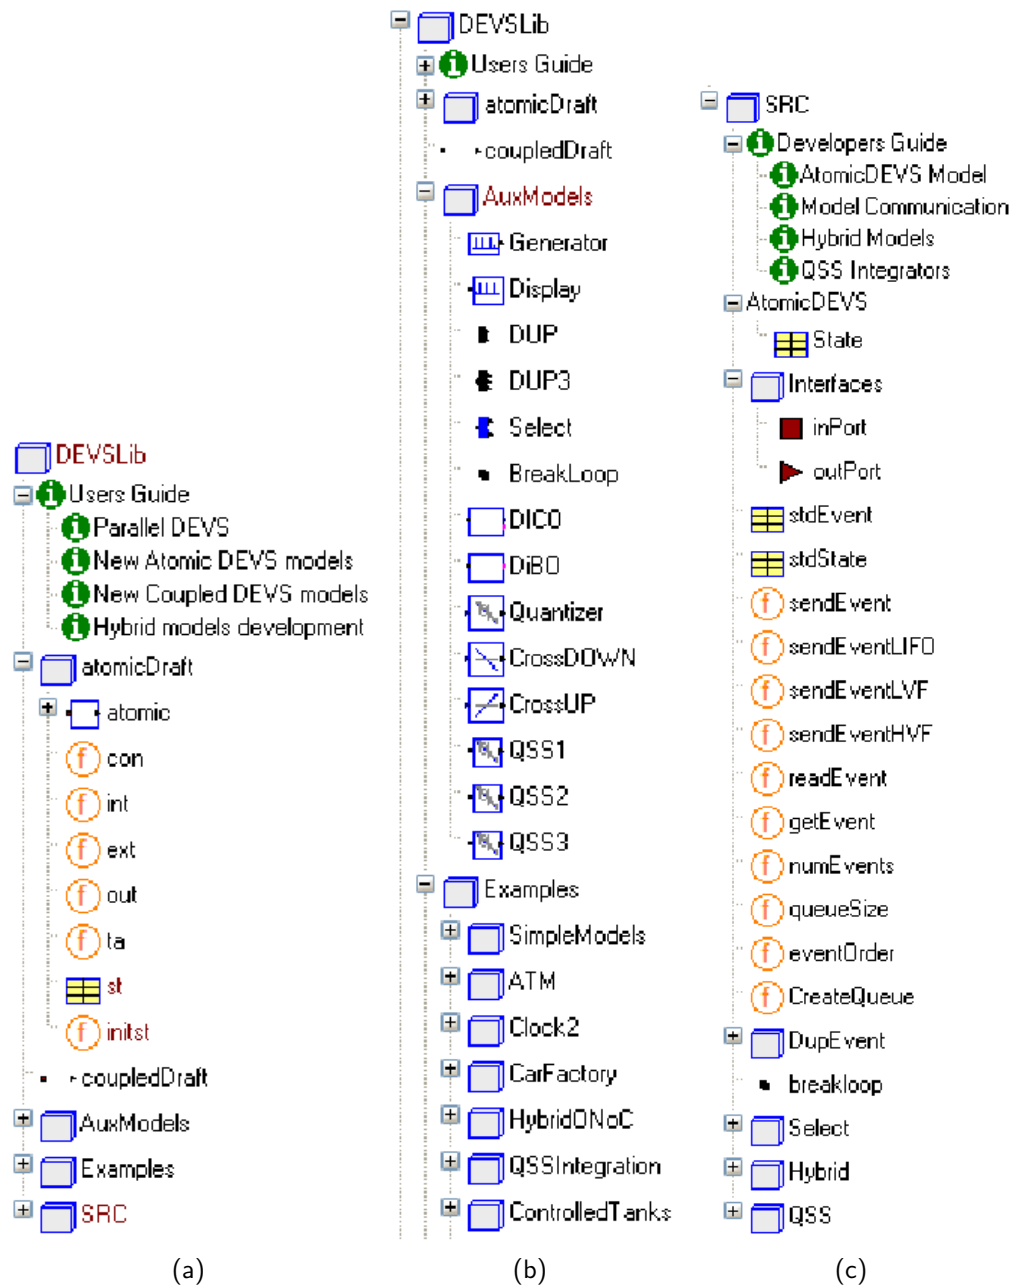 DEVSLib
Users Guide
Parallel DEVS
New Atomic DEVS models
New Coupled DEVS models
Hybrid models development
atomicDraft
atomic
con
int
ext
out
ta
st
initst
coupledDraft
AuxModels
Examples
SRC
(a)
DEVSLib
Users Guide
atomicDraft
coupledDraft
AuxModels
Generator
Display
DUP
DUP3
Select
BreakLoop
DICO
DiBO
Quantizer
CrossDOWN
CrossUP
QSS1
QSS2
QSS3
Examples
SimpleModels
ATM
Clock2
CarFactory
HybridONoC
QSSIntegration
ControlledTanks
(b)
SRC
Developers Guide
AtomicDEVS Model
Model Communication
Hybrid Models
QSS Integrators
AtomicDEVS
State
Interfaces
inPort
outPort
stdEvent
stdState
sendEvent
sendEventLIFO
sendEventLVF
sendEventHVF
readEvent
getEvent
numEvents
queueSize
eventOrder
CreateQueue
DupEvent
breakloop
Select
Hybrid
QSS
(c)